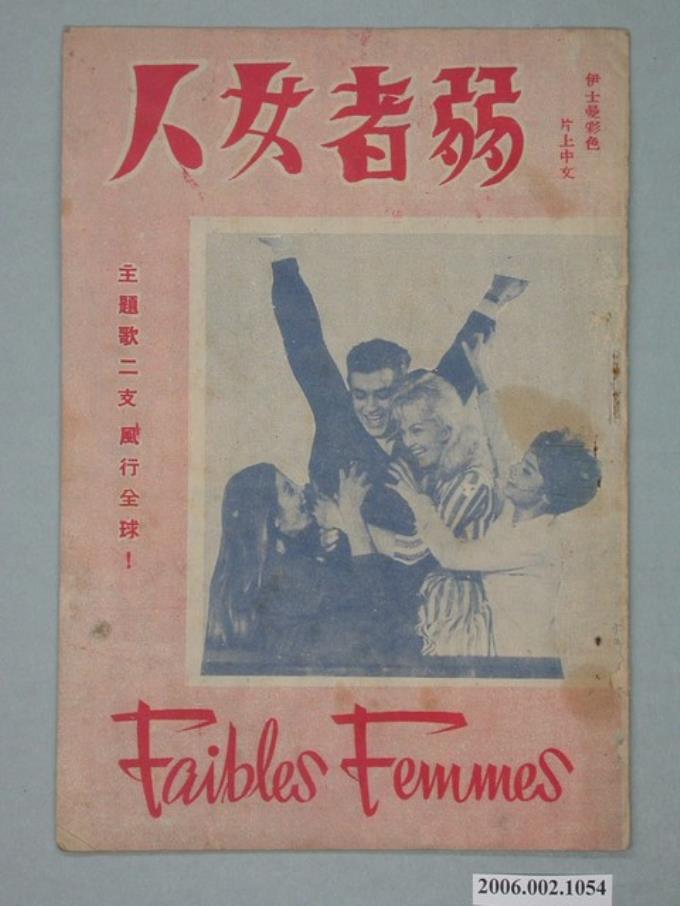 弱者女人
伊士曼彩色
片上中文
主題歌二支風行全球！
Faibles Femmes
2006.002.1054